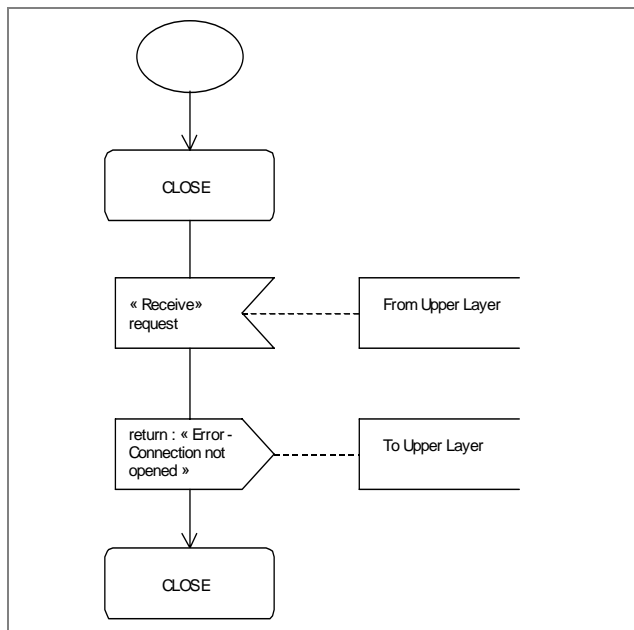 CLOSE
« Receive»
request
From Upper Layer
return : « Error -
Connection not
opened »
To Upper Layer
CLOSE